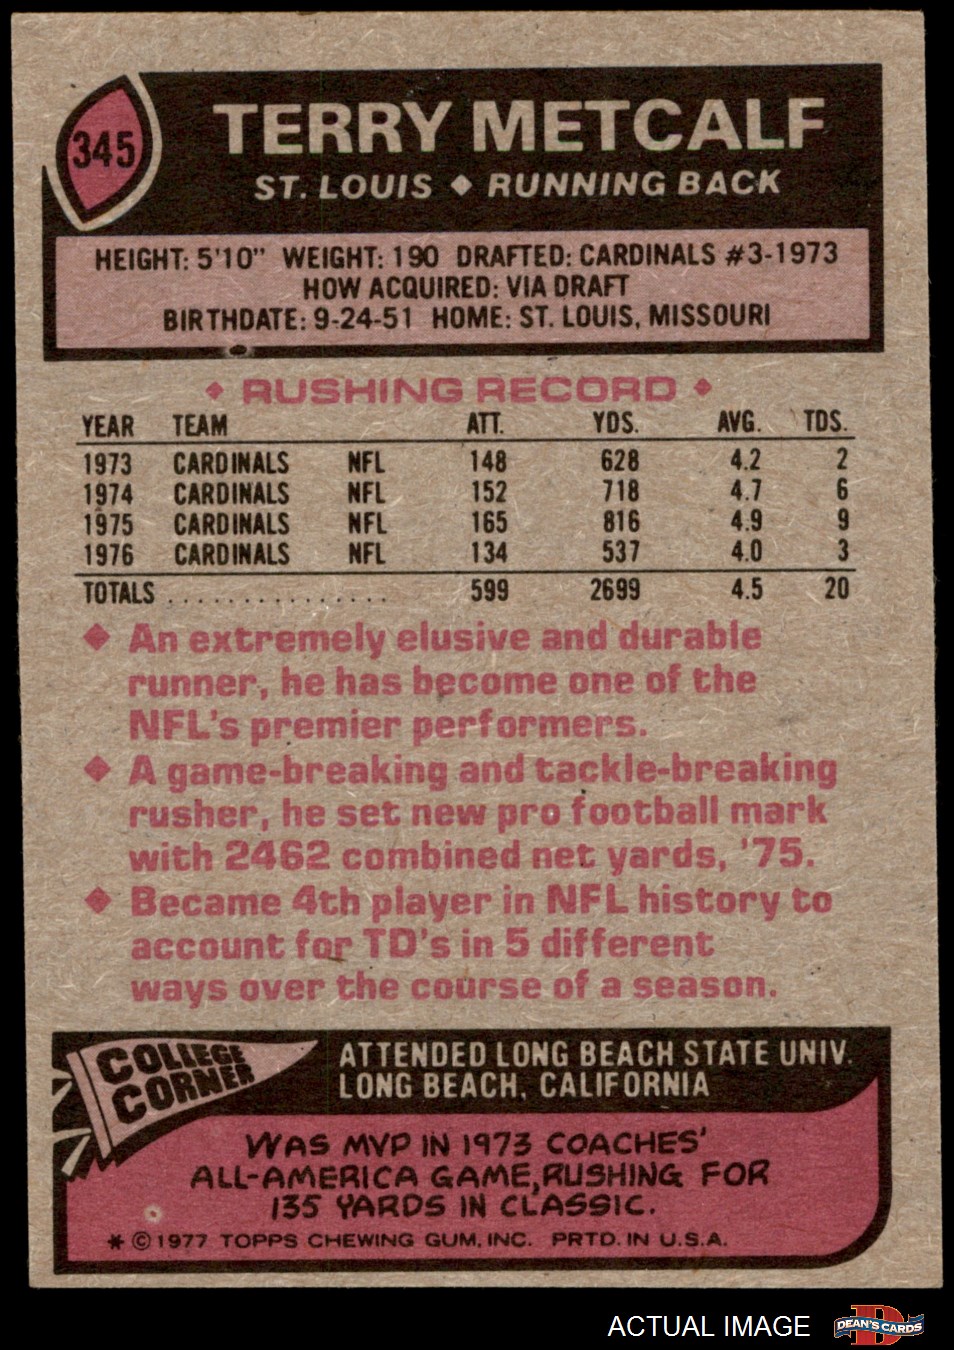 345
TERRY METCALF
ST. LOUIS ◆ RUNNING BACK
HEIGHT: 5'10" WEIGHT: 190 DRAFTED: CARDINALS #3-1973
HOW ACQUIRED: VIA DRAFT
BIRTHDATE: 9-24-51 HOME: ST. LOUIS, MISSOURI
◆ RUSHING RECORD ◆
YEAR TEAM ATT. YDS. AVG. TDS.
1973 CARDINALS NFL 148 628 4.2 2
1974 CARDINALS NFL 152 718 4.7 6
1975 CARDINALS NFL 165 816 4.9 9
1976 CARDINALS NFL 134 537 4.0 3
TOTALS . . . . . . . . . . . . . . . 599 2699 4.5 20
◆ An extremely elusive and durable
runner, he has become one of the
NFL's premier performers.
◆ A game-breaking and tackle-breaking
rusher, he set new pro football mark
with 2462 combined net yards, '75.
◆ Became 4th player in NFL history to
account for TD's in 5 different
ways over the course of a season.
COLLEGE
CORNER
ATTENDED LONG BEACH STATE UNIV.
LONG BEACH, CALIFORNIA
WAS MVP IN 1973 COACHES'
ALL-AMERICA GAME, RUSHING FOR
135 YARDS IN CLASSIC.
* © 1977 TOPPS CHEWING GUM, INC. PRTD. IN U.S.A.
ACTUAL IMAGE
D
DEAN'S CARDS